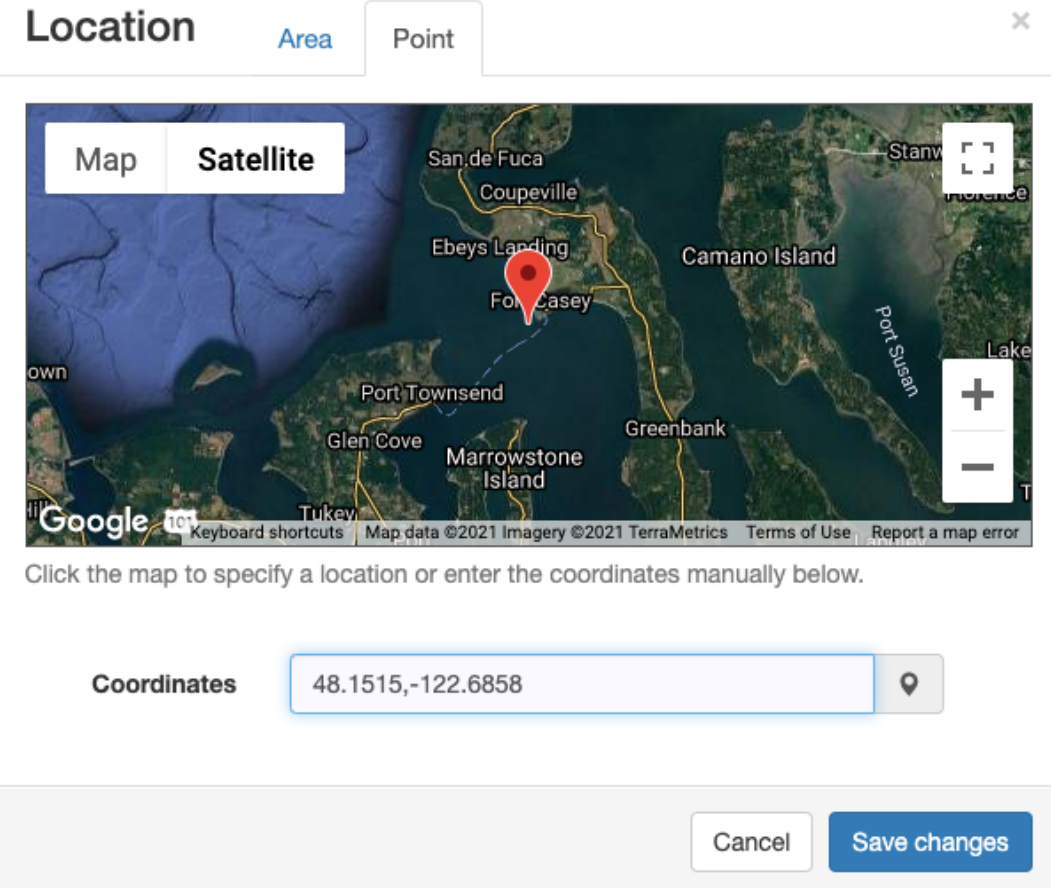 Location
Area
Point
×
Map
Satellite
San de Fuca
Stanw
Coupeville
Florence
Ebeys Landing
Camano Island
Fort Casey
Port Susan
own
Lake
Port Townsend
Glen Cove
Greenbank
Marrowstone
Island
Tukey
Google
101
Keyboard shortcuts
Map data ©2021 Imagery ©2021 TerraMetrics
Terms of Use
Report a map error
Click the map to specify a location or enter the coordinates manually below.
Coordinates
48.1515,-122.6858
Cancel
Save changes